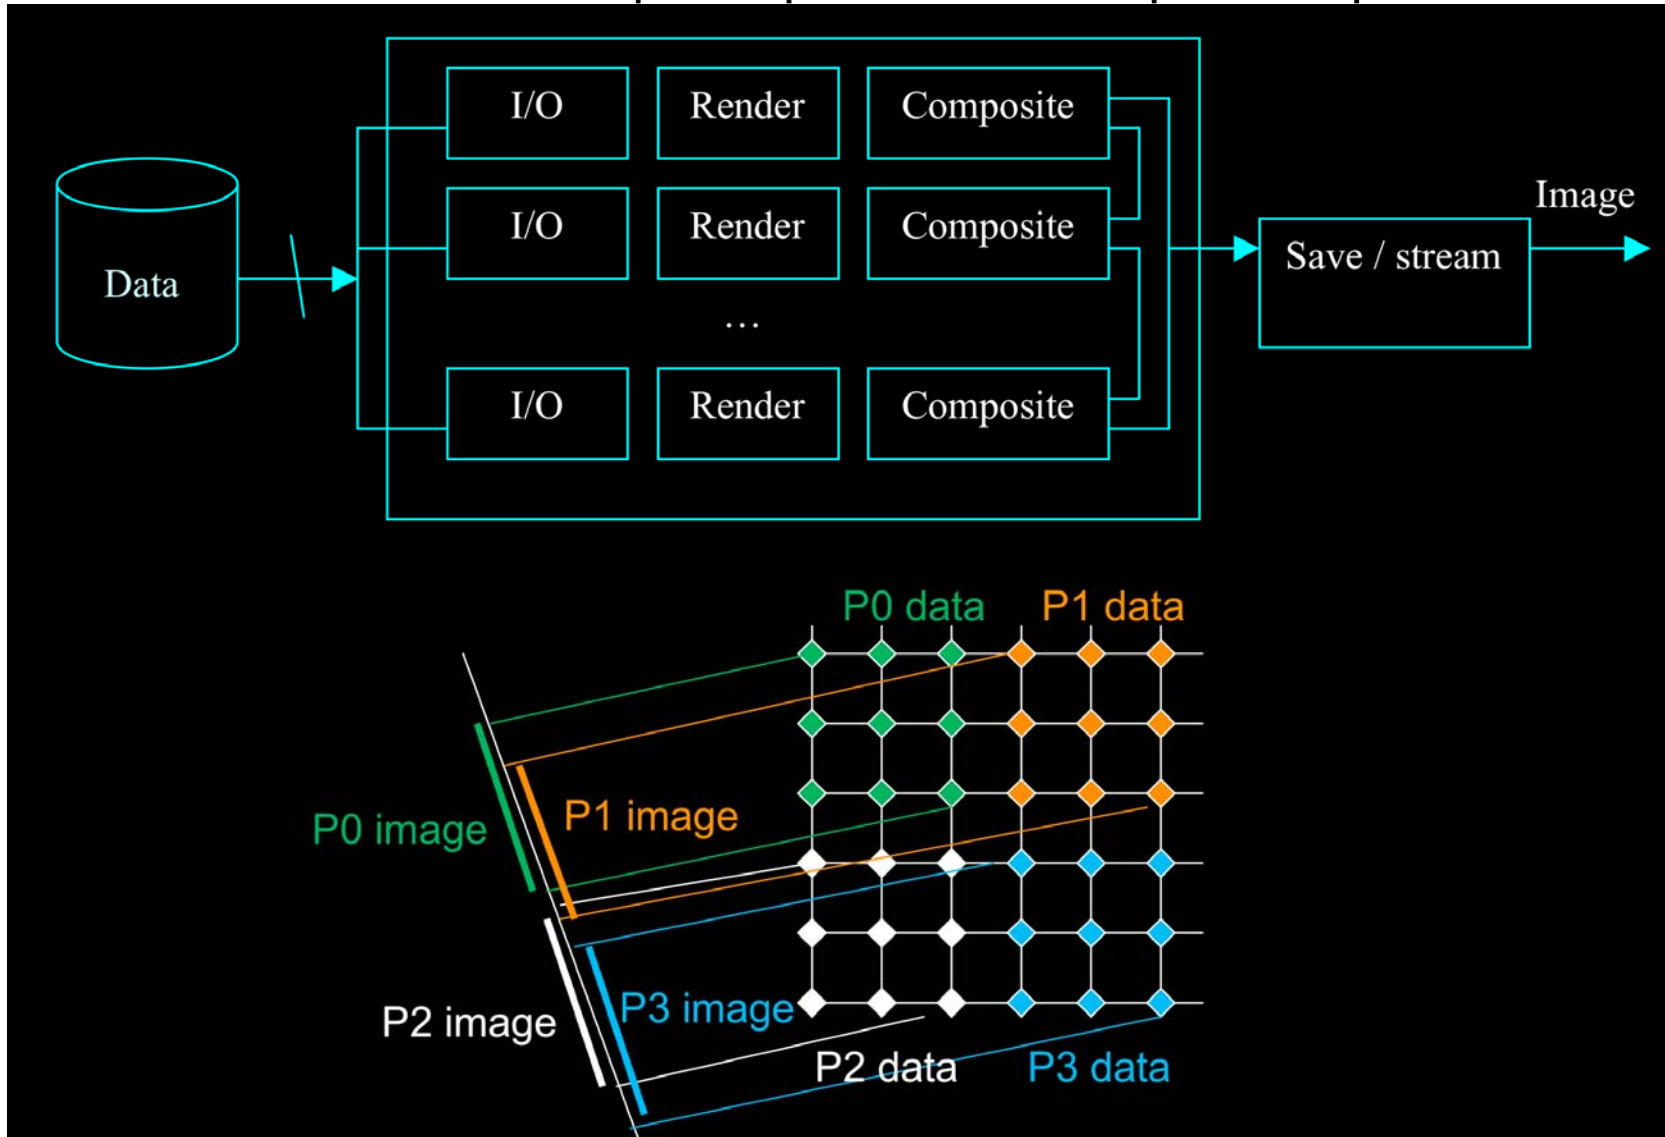 I/O Render Composite
I/O Render Composite
Image
Data
Save / stream
...
I/O Render Composite
P0 data P1 data
P0 image
P1 image
P2 image
P3 image
P2 data P3 data